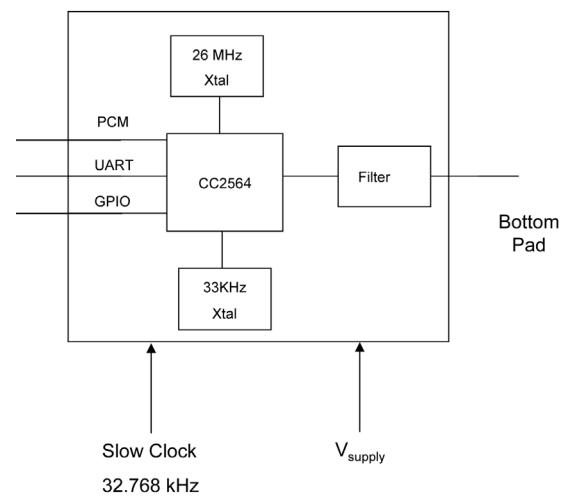 26 MHz
Xtal
PCM
UART
GPIO
CC2564
Filter
Bottom
Pad
33KHz
Xtal
Slow Clock
32.768 kHz
Vsupply